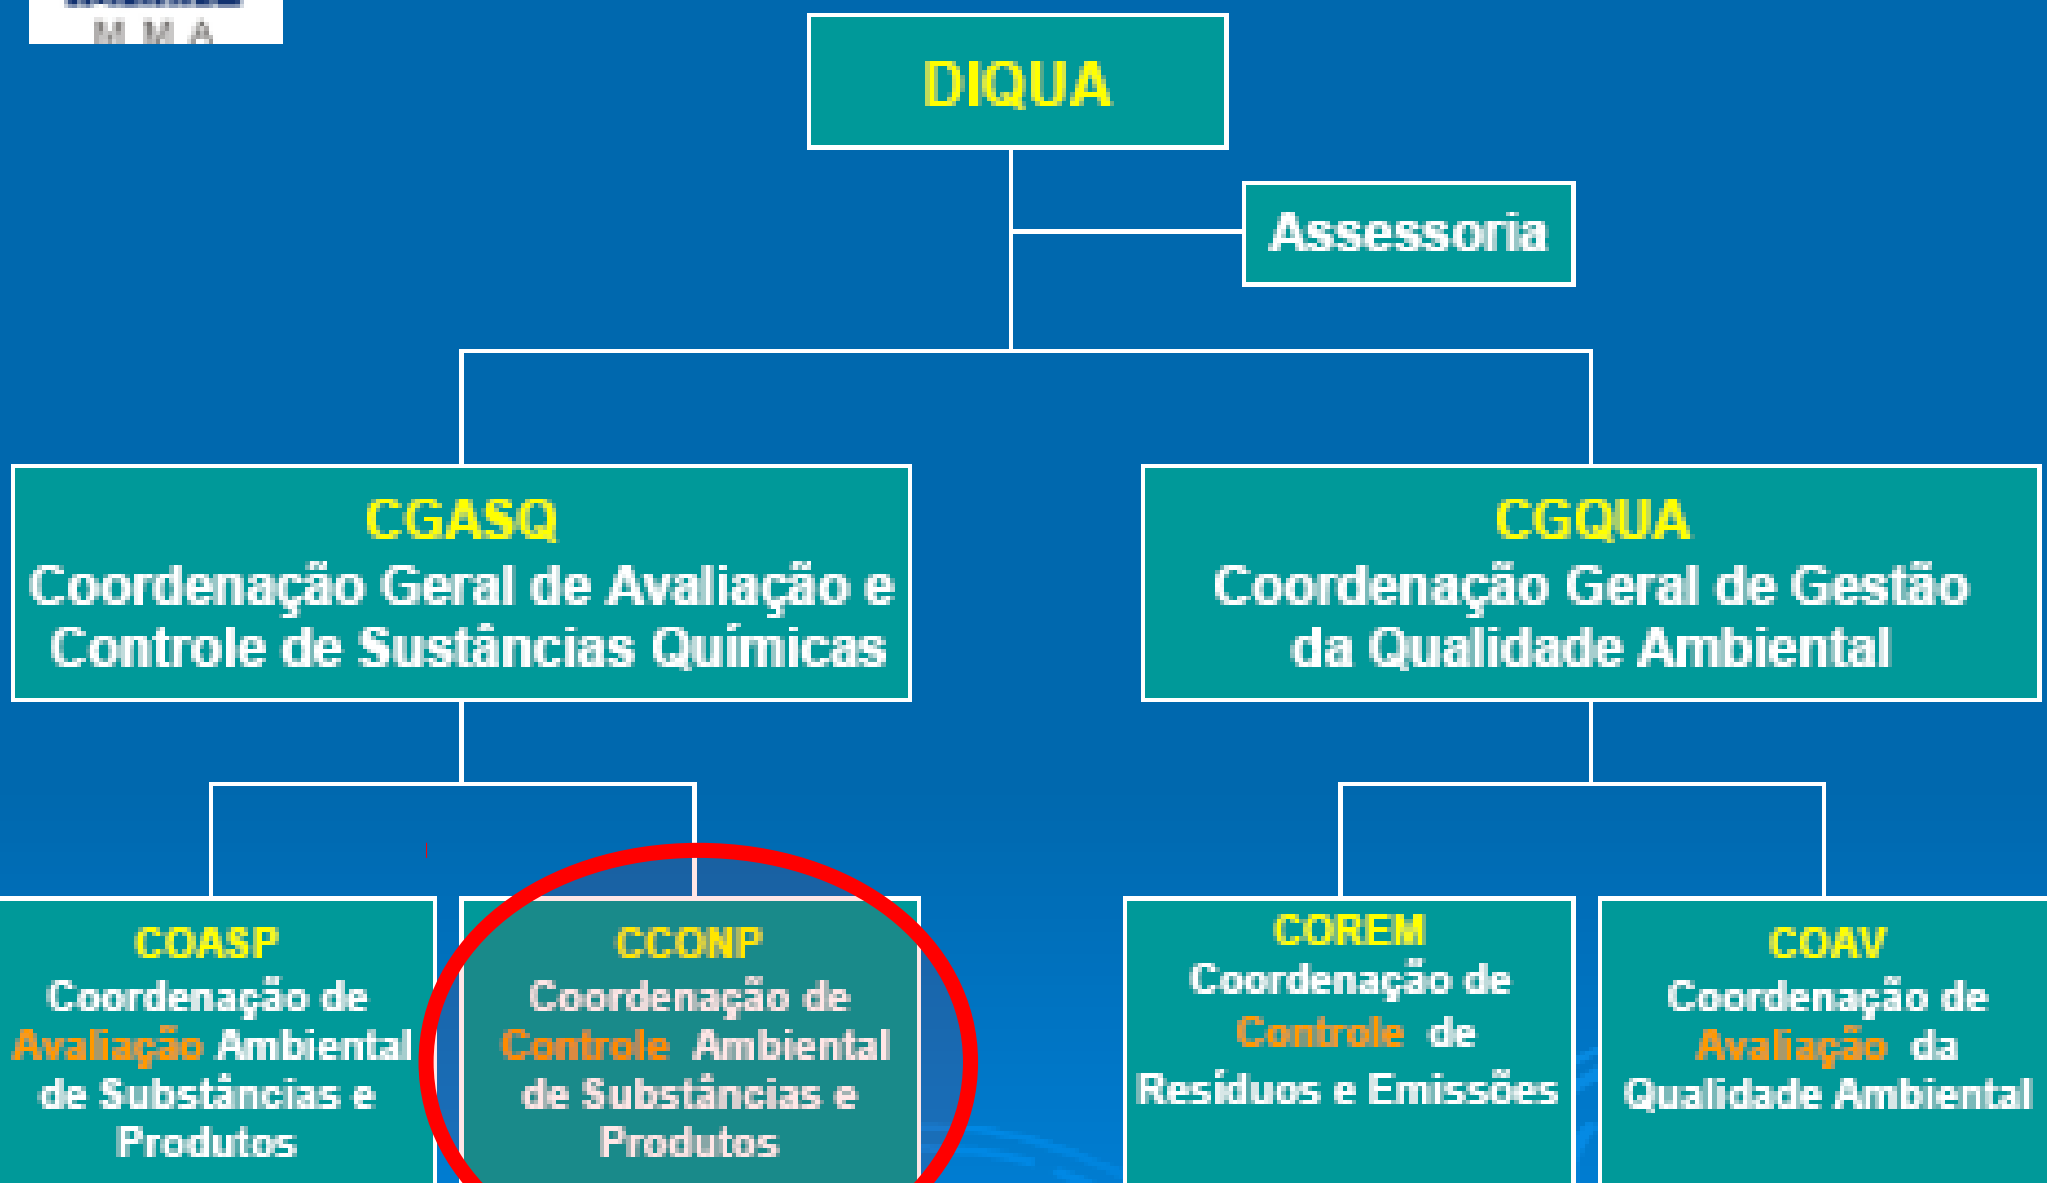 M M A
DIQUA
Assessoria
CGASQ
Coordenação Geral de Avaliação e
Controle de Sustâncias Químicas
CGQUA
Coordenação Geral de Gestão
da Qualidade Ambiental
COASP
Coordenação de
Avaliação Ambiental
de Substâncias e
Produtos
CCONP
Coordenação de
Controle Ambiental
de Substâncias e
Produtos
COREM
Coordenação de
Controle de
Resíduos e Emissões
COAV
Coordenação de
Avaliação da
Qualidade Ambiental